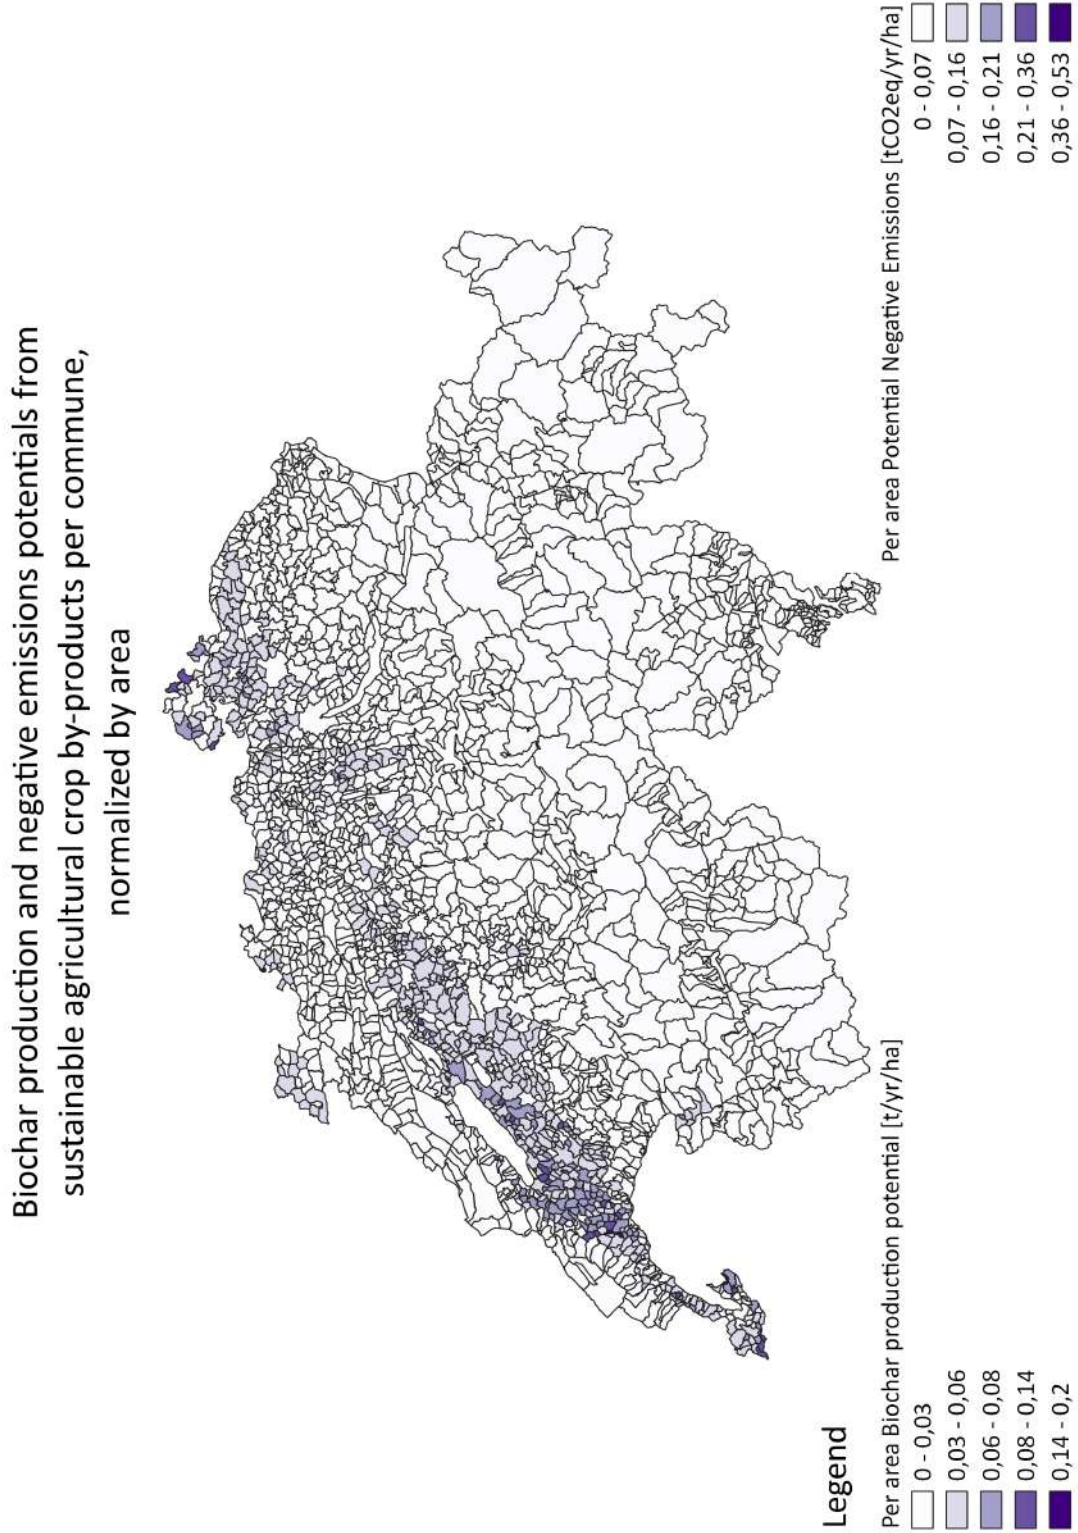 Biochar production and negative emissions potentials from
sustainable agricultural crop by-products per commune,
normalized by area
Legend
Per area Biochar production potential [t/yr/ha]
0 - 0,03
0,03 - 0,06
0,06 - 0,08
0,08 - 0,14
0,14 - 0,2
Per area Potential Negative Emissions [tCO2eq/yr/ha]
0 - 0,07
0,07 - 0,16
0,16 - 0,21
0,21 - 0,36
0,36 - 0,53